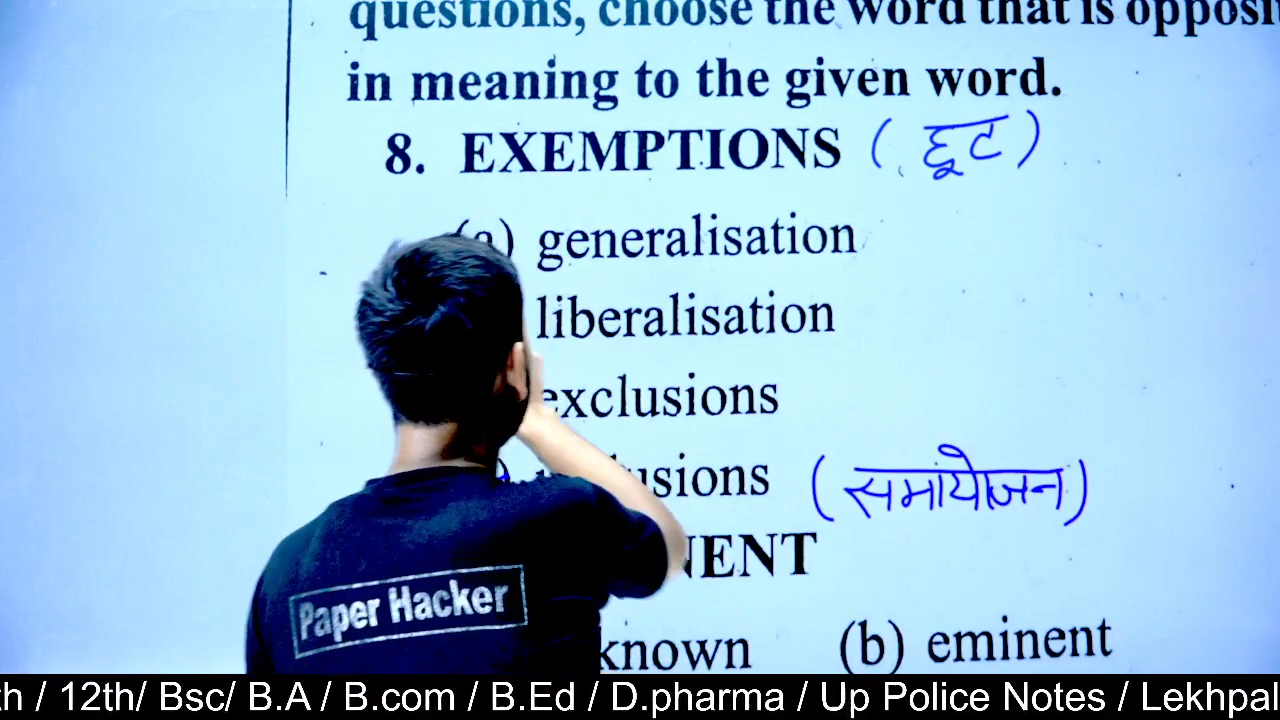 questions, choose the word that is opposi
in meaning to the given word.
8. EXEMPTIONS (छूट)
(a) generalisation
liberalisation
exclusions
usions (समायोजन)
NENT
known (b) eminent
Paper Hacker
th / 12th/ Bsc/ B.A / B.com / B.Ed / D.pharma / Up Police Notes / Lekhpal